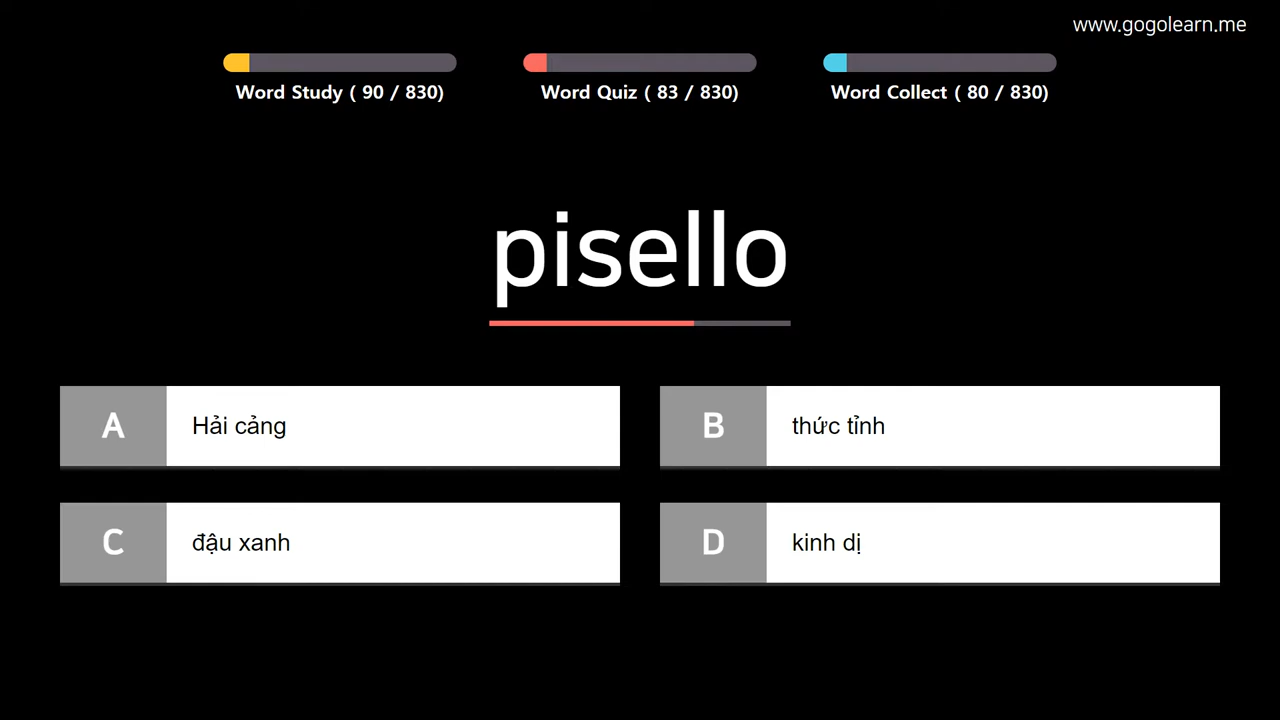 www.gogolearn.me
Word Study ( 90 / 830)
Word Quiz ( 83 / 830)
Word Collect ( 80 / 830)
pisello
A Hải cảng
B thức tỉnh
C đậu xanh
D kinh dị